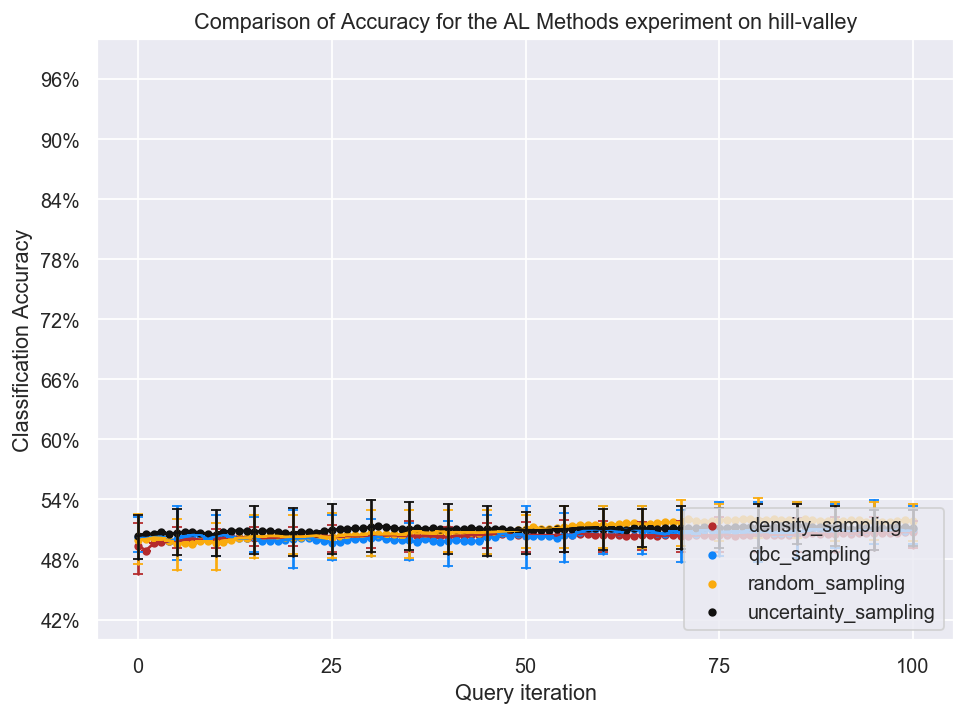 Comparison of Accuracy for the AL Methods experiment on hill-valley
Classification Accuracy
96%
90%
84%
78%
72%
66%
60%
54%
48%
42%
density_sampling
qbc_sampling
random_sampling
uncertainty_sampling
0 25 50 75 100
Query iteration